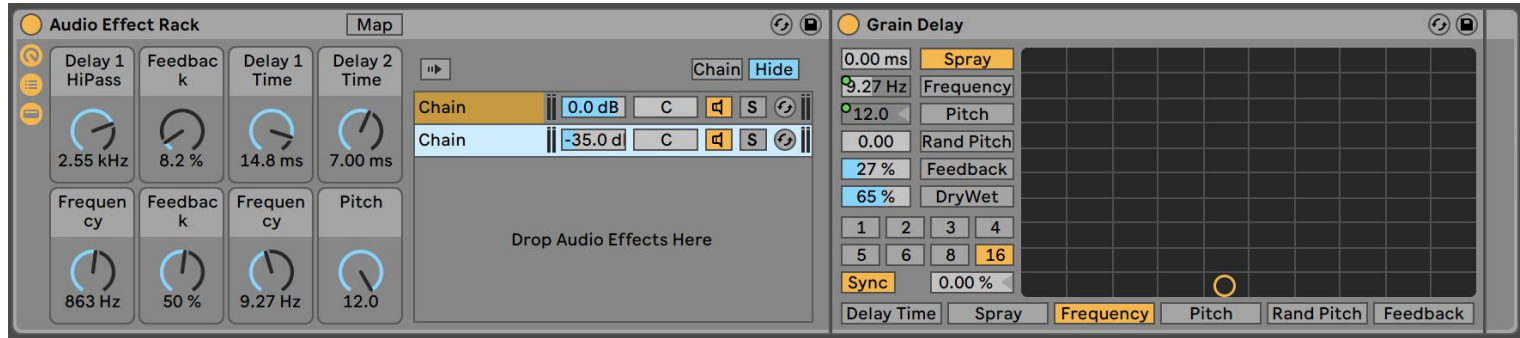 Audio Effect Rack
Map
Delay 1 HiPass
2.55 kHz
Feedbac
k
8.2 %
Delay 1
Time
14.8 ms
Delay 2
Time
7.00 ms
Frequen
cy
863 Hz
Feedbac
k
50 %
Frequen
cy
9.27 Hz
Pitch
12.0
Chain Hide
Chain 0.0 dB C S
Chain -35.0 d C S
Drop Audio Effects Here
Grain Delay
0.00 ms Spray
9.27 Hz Frequency
12.0 Pitch
0.00 Rand Pitch
27 % Feedback
65 % DryWet
1 2 3 4
5 6 8 16
Sync 0.00 %
Delay Time Spray Frequency Pitch Rand Pitch Feedback